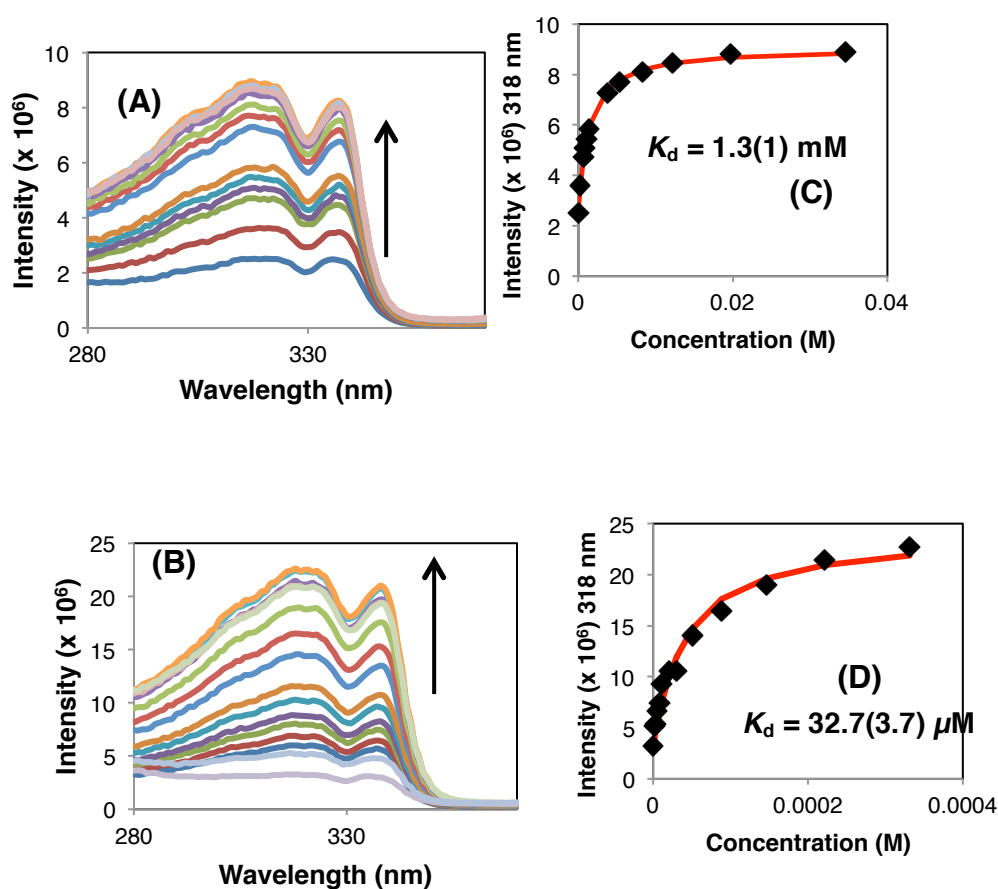 (A)
Intensity (x 10⁶)
10
8
6
4
2
0
280
330
Wavelength (nm)
Intensity (x 10⁶) 318 nm
10
8
6
4
2
0
Kd = 1.3(1) mM
(C)
0
0.02
0.04
Concentration (M)
(B)
Intensity (x 10⁶)
25
20
15
10
5
0
280
330
Wavelength (nm)
Intensity (x 10⁶) 318 nm
25
20
15
10
5
0
(D)
Kd = 32.7(3.7) µM
0
0.0002
0.0004
Concentration (M)